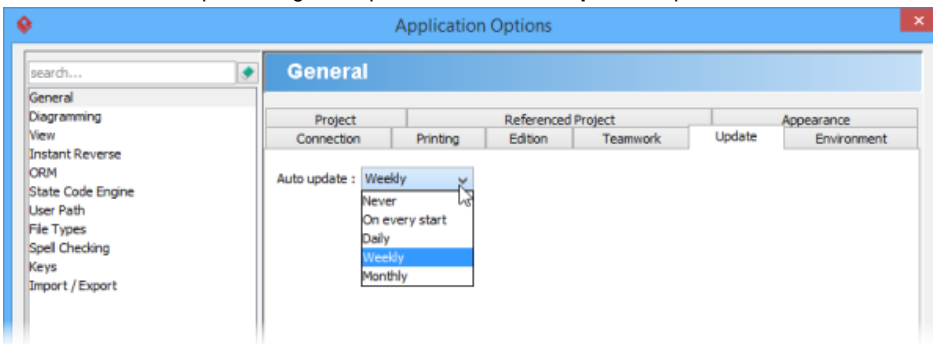 Application Options
search...
General
Diagramming
View
Instant Reverse
ORM
State Code Engine
User Path
File Types
Spell Checking
Keys
Import / Export
General
Project Referenced Project Appearance
Connection Printing Edition Teamwork Update Environment
Auto update : Weekly
Never
On every start
Daily
Weekly
Monthly